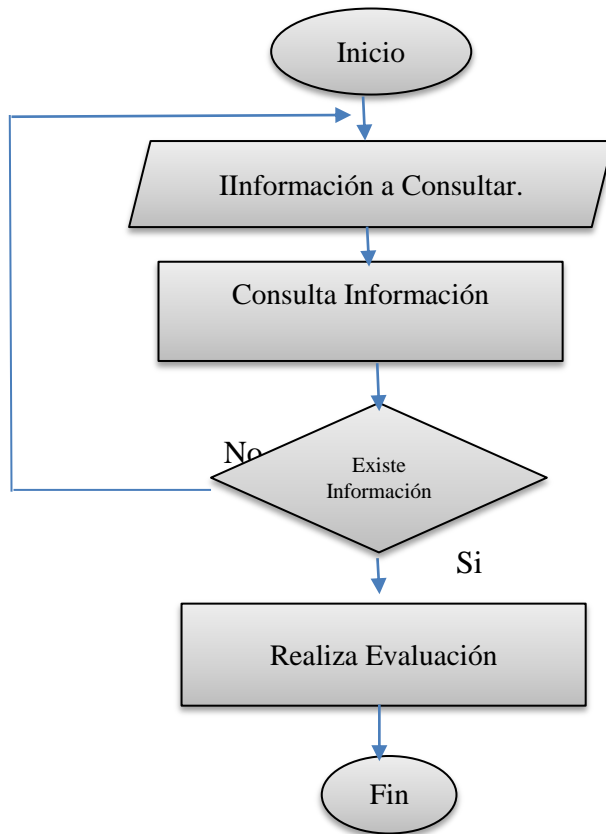 Inicio
IInformación a Consultar.
Consulta Información
No
Existe
Información
Si
Realiza Evaluación
Fin